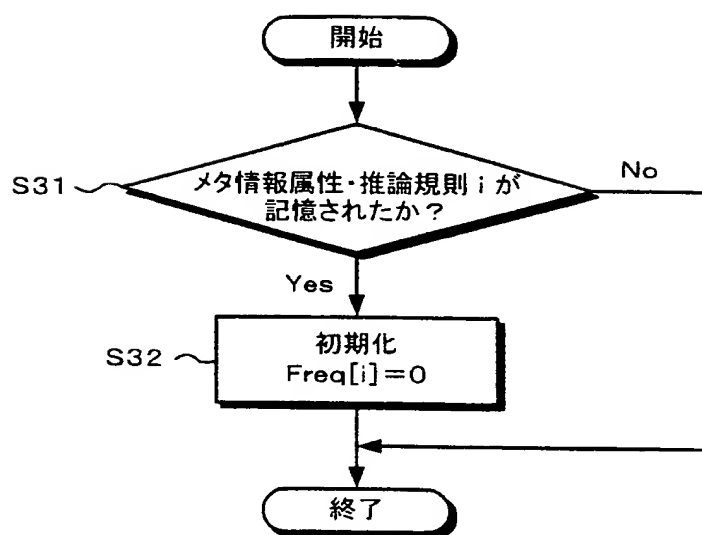 開始
S31
メタ情報属性・推論規則 i が
記憶されたか？
No
Yes
S32
初期化
Freq[i]=0
終了